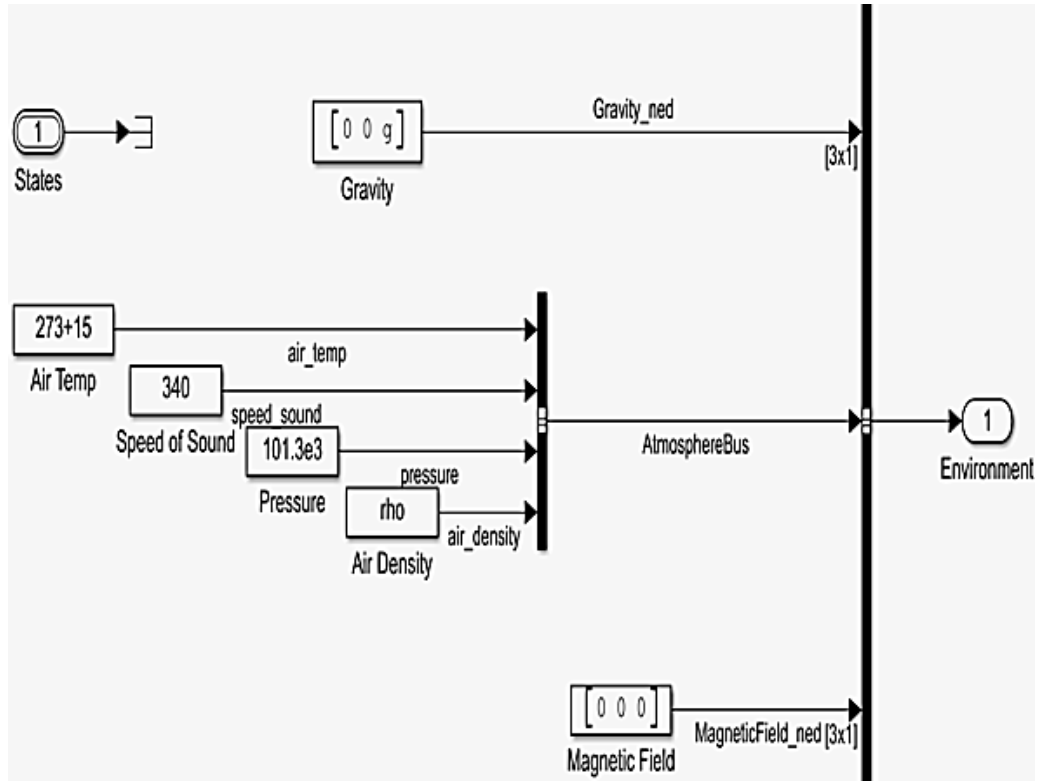 1
States
[0 0 g]
Gravity
Gravity_ned
[3x1]
273+15
Air Temp
air_temp
340
Speed of Sound
speed_sound
101.3e3
Pressure
pressure
rho
Air Density
air_density
AtmosphereBus
1
Environment
[0 0 0]
Magnetic Field
MagneticField_ned [3x1]